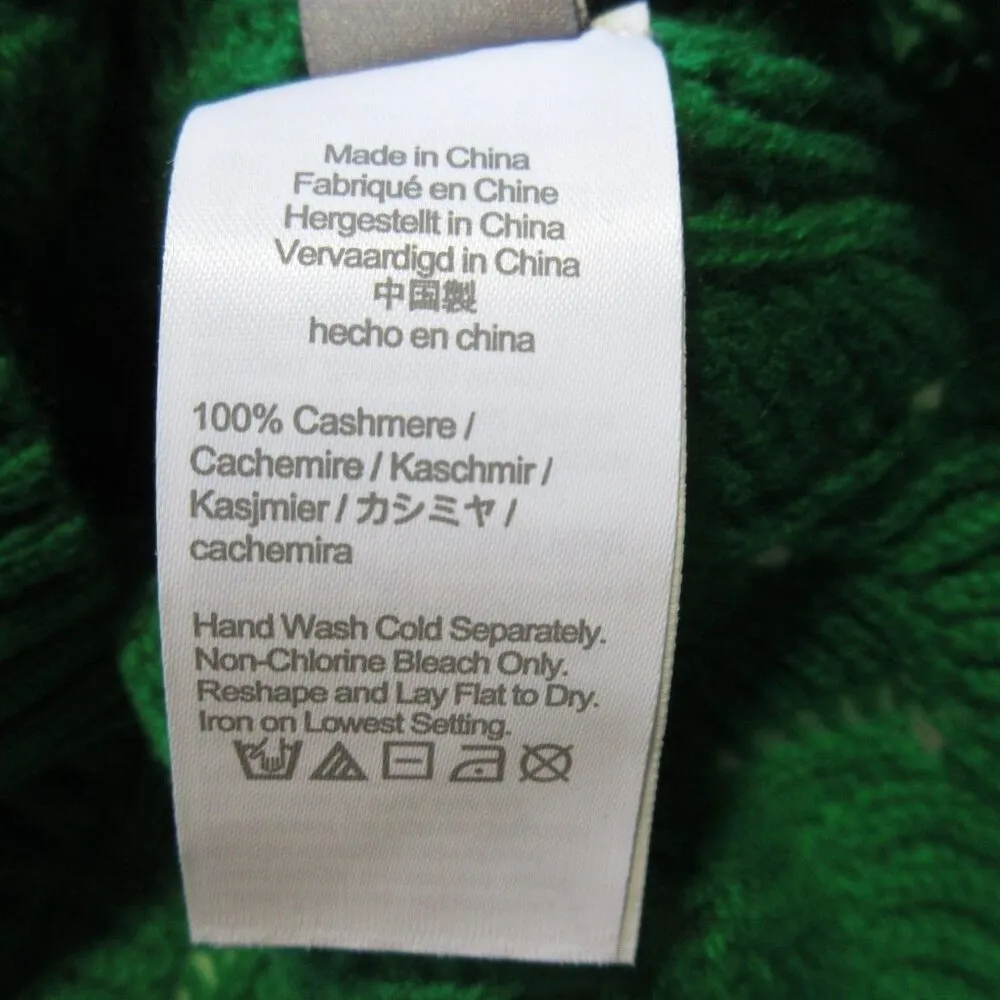 Made in China
Fabriqué en Chine
Hergestellt in China
Vervaardigd in China
中国製
hecho en china
100% Cashmere /
Cachemire / Kaschmir /
Kasjmier / カシミヤ /
cachemira
Hand Wash Cold Separately.
Non-Chlorine Bleach Only.
Reshape and Lay Flat to Dry.
Iron on Lowest Setting.